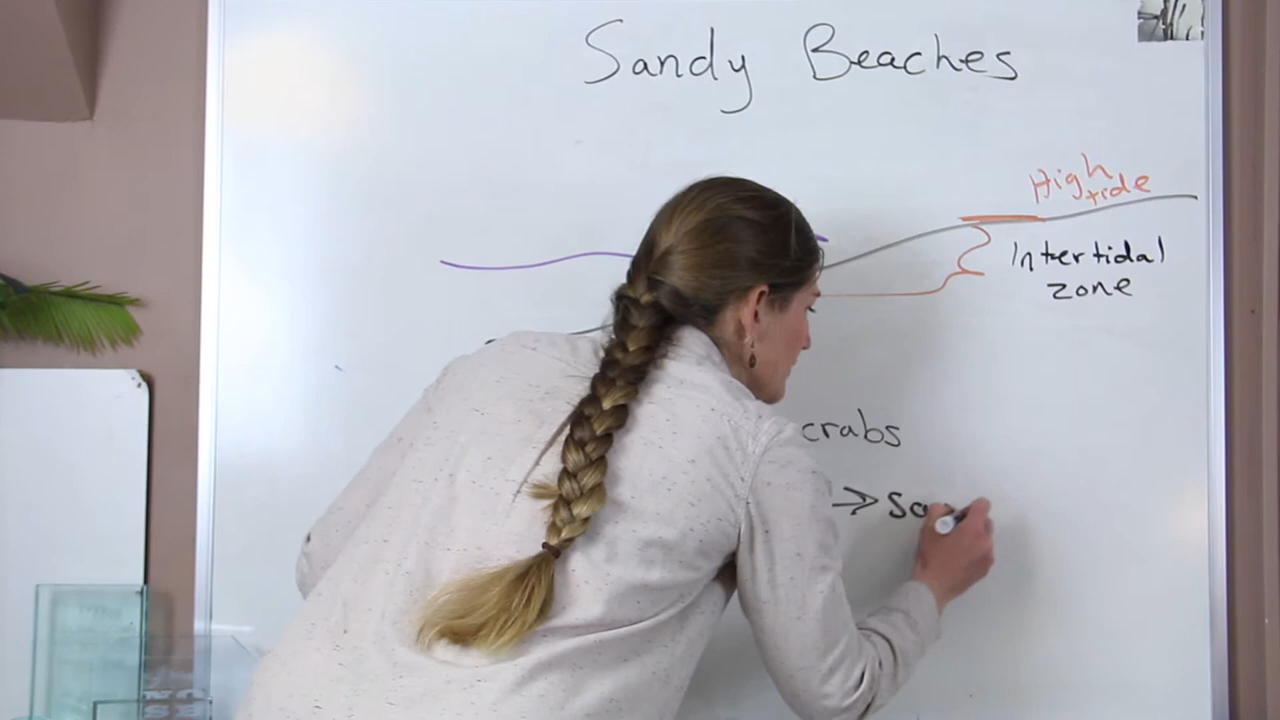 Sandy Beaches
High
tide
Intertidal
zone
crabs